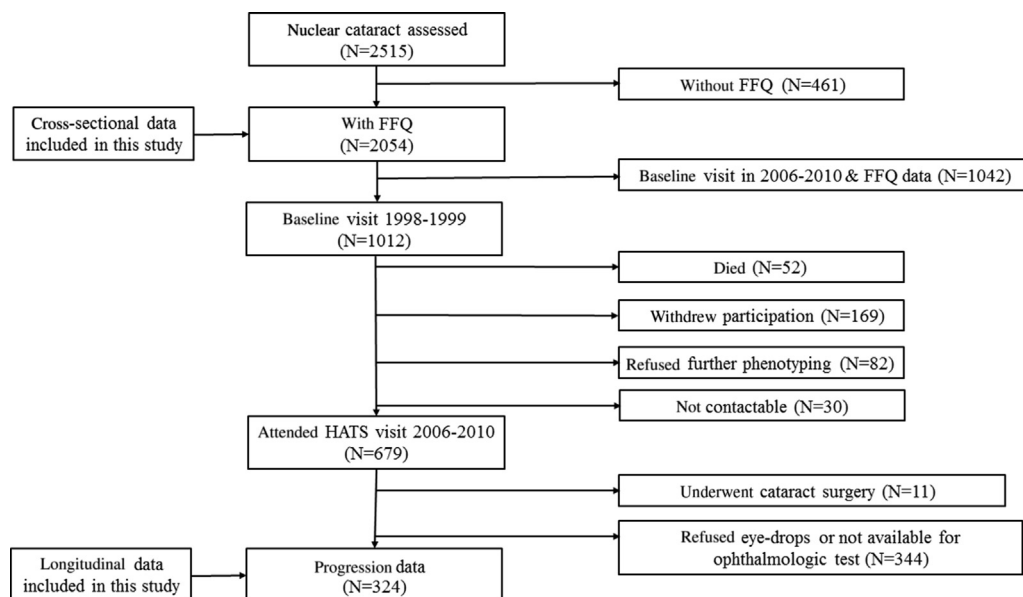 Nuclear cataract assessed
(N=2515)
Without FFQ (N=461)
Cross-sectional data
included in this study
With FFQ
(N=2054)
Baseline visit in 2006-2010 & FFQ data (N=1042)
Baseline visit 1998-1999
(N=1012)
Died (N=52)
Withdrew participation (N=169)
Refused further phenotyping (N=82)
Not contactable (N=30)
Attended HATS visit 2006-2010
(N=679)
Underwent cataract surgery (N=11)
Refused eye-drops or not available for
ophthalmologic test (N=344)
Longitudinal data
included in this study
Progression data
(N=324)